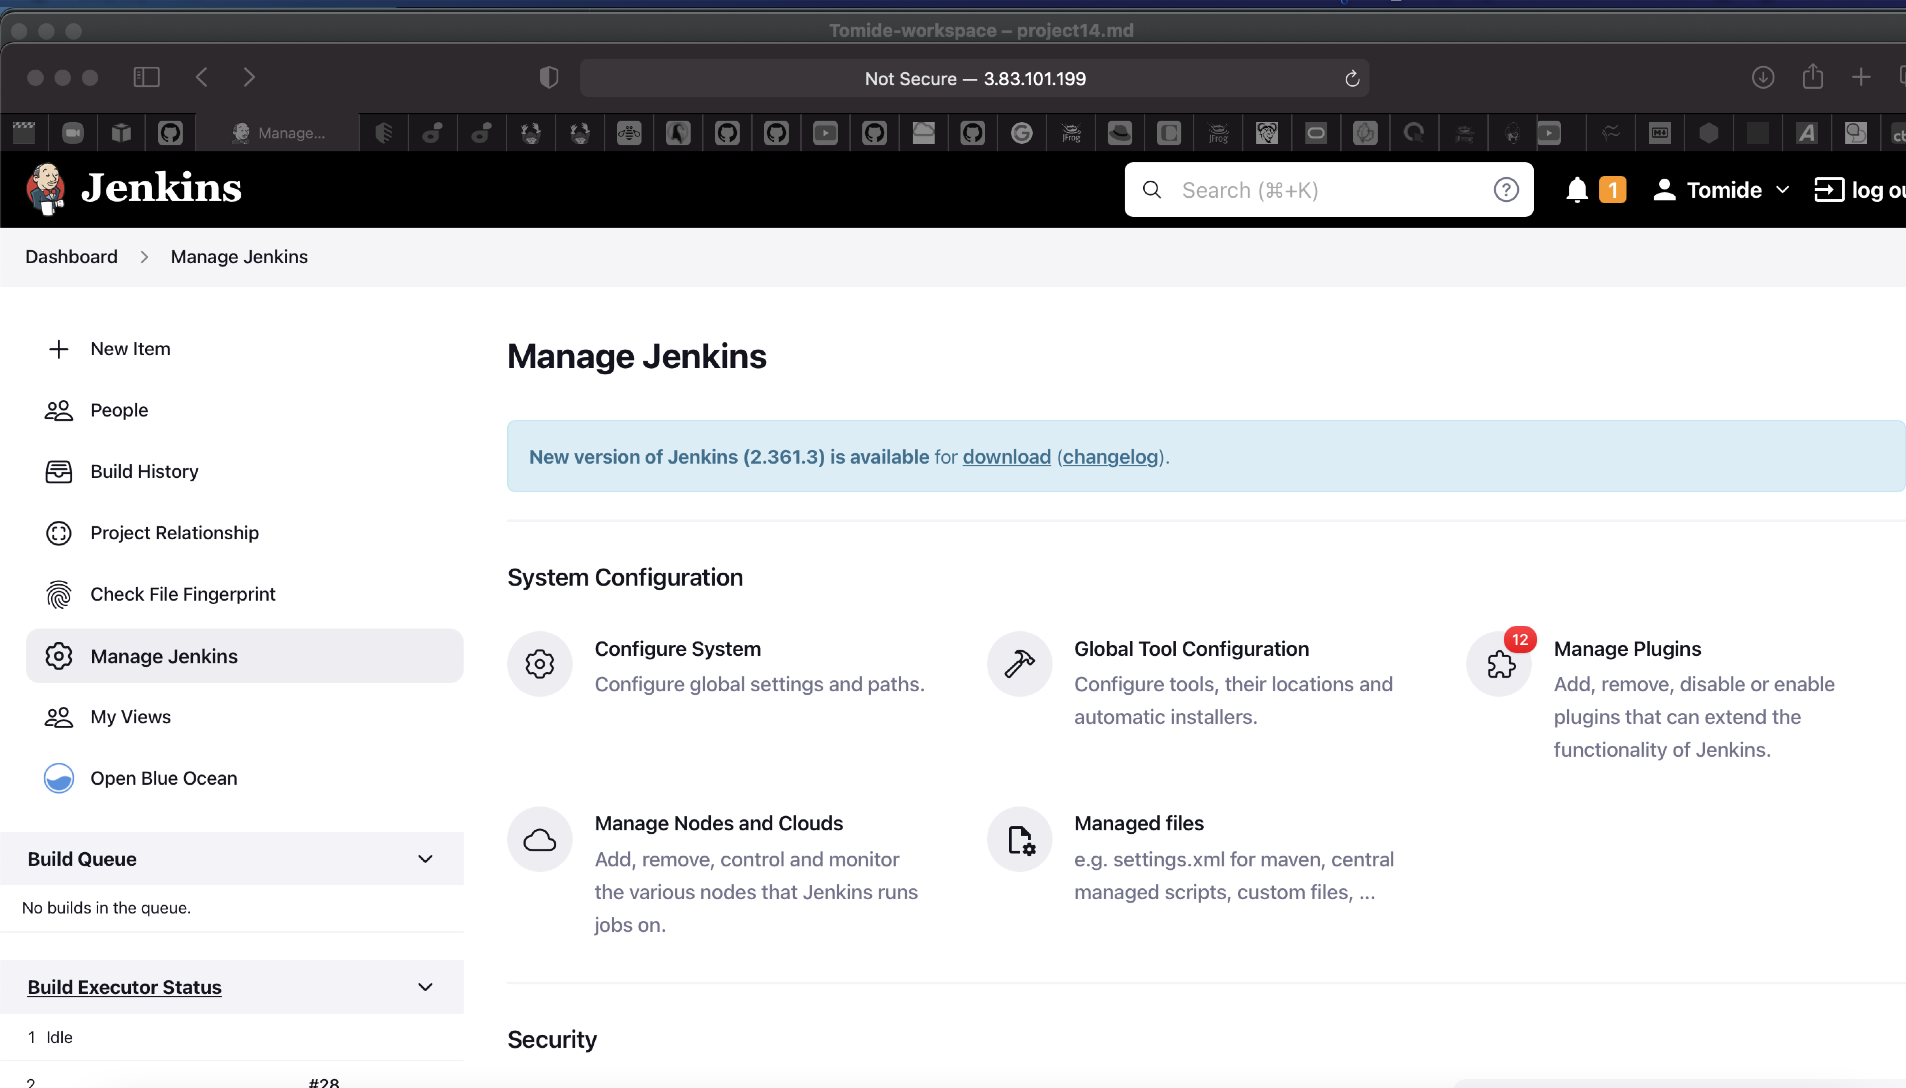 Tomide-workspace – project14.md
Not Secure — 3.83.101.199
Manage...
Jenkins
Search (⌘+K)
1
Tomide
log ou
Dashboard
Manage Jenkins
New Item
People
Build History
Project Relationship
Check File Fingerprint
Manage Jenkins
My Views
Open Blue Ocean
Build Queue
No builds in the queue.
Build Executor Status
1 Idle
2 #28
Manage Jenkins
New version of Jenkins (2.361.3) is available for download (changelog).
System Configuration
Configure System
Configure global settings and paths.
Global Tool Configuration
Configure tools, their locations and
automatic installers.
12
Manage Plugins
Add, remove, disable or enable
plugins that can extend the
functionality of Jenkins.
Manage Nodes and Clouds
Add, remove, control and monitor
the various nodes that Jenkins runs
jobs on.
Managed files
e.g. settings.xml for maven, central
managed scripts, custom files, ...
Security